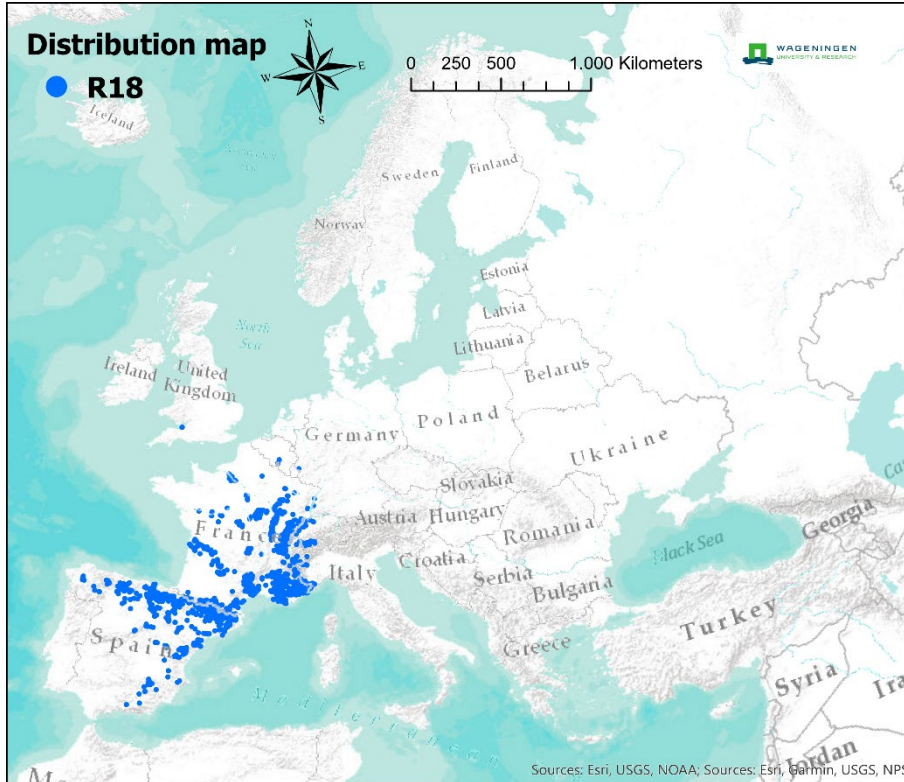 Distribution map
R18
N
W
E
S
0 250 500 1.000 Kilometers
WAGENINGEN
UNIVERSITY & RESEARCH
Iceland
Sweden
Finland
Norway
Estonia
North
Sea
Latvia
Lithuania
Ireland
United
Kingdom
Belarus
Poland
Germany
Ukraine
Slovakia
Austria
Hungary
France
Romania
Georgia
Croatia
Black Sea
Italy
Serbia
Bulgaria
Spain
Turkey
Greece
Syria
Mediterranean
Jordan
Sources: Esri, USGS, NOAA; Sources: Esri, Garmin, USGS, NPS